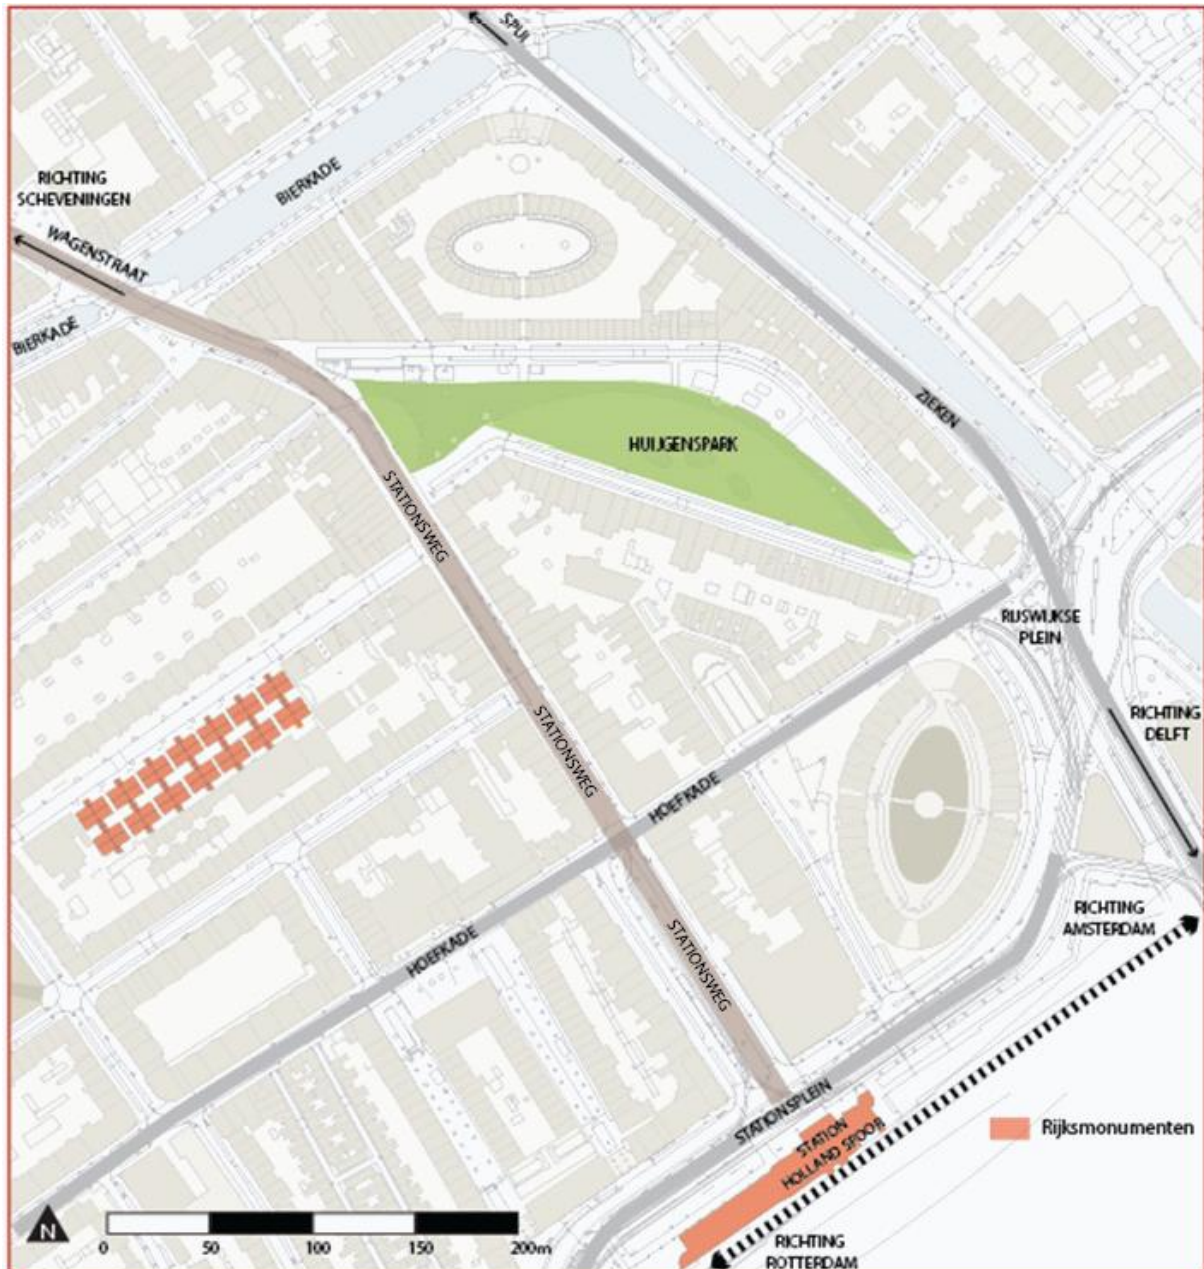 SPUI
RICHTING
SCHEVENINGEN
BIERKADE
WAGENSTRAAT
BIERKADE
ZIEKEN
HUIJGENSPARK
STATIONSWEG
RIJSWIJKSE
PLEIN
RICHTING
DELFT
STATIONSWEG
HOEFKADE
RICHTING
AMSTERDAM
HOEFKADE
STATIONSWEG
STATIONSPLEIN
STATION
HOLLAND SPOOR
Rijksmonumenten
N
0 50 100 150 200m
RICHTING
ROTTERDAM